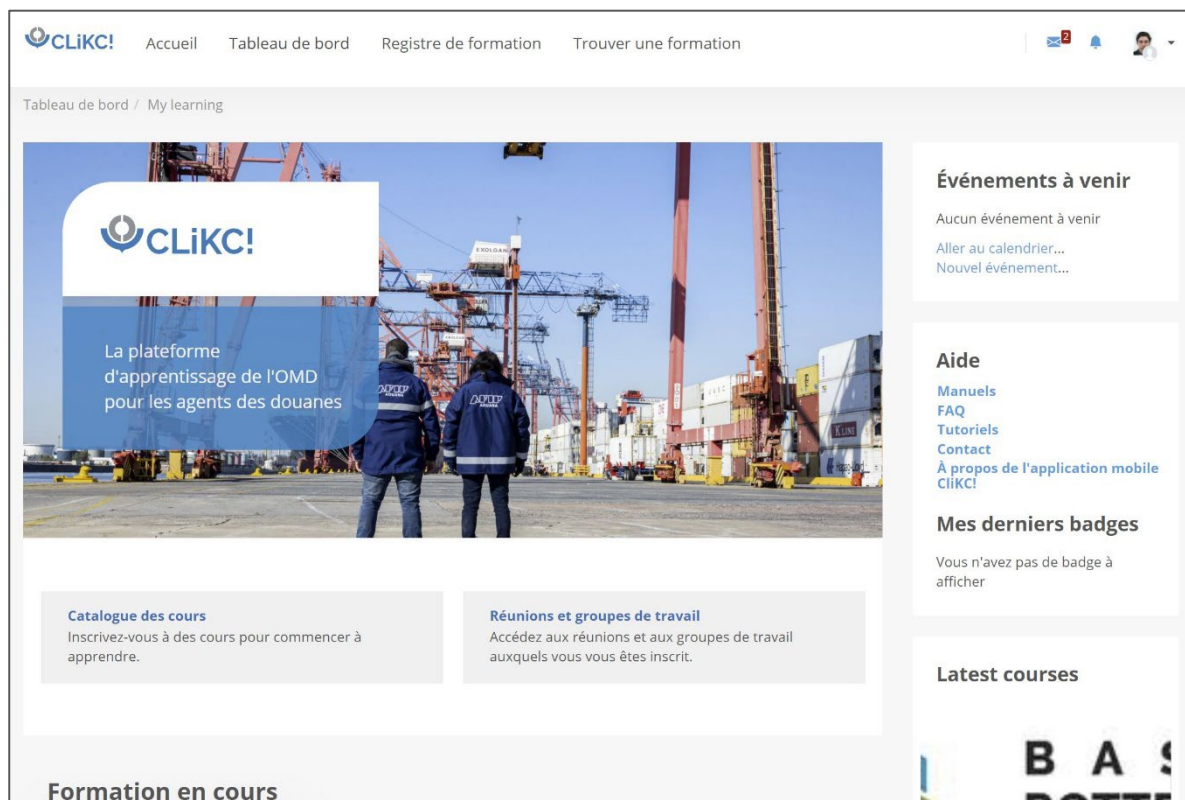 CLiKC! Accueil Tableau de bord Registre de formation Trouver une formation 2
Tableau de bord / My learning
CLiKC!
La plateforme
d'apprentissage de l'OMD
pour les agents des douanes
EXOLGAN
ADUANA
ADUANA
K LINE
Catalogue des cours
Inscrivez-vous à des cours pour commencer à
apprendre.
Réunions et groupes de travail
Accédez aux réunions et aux groupes de travail
auxquels vous vous êtes inscrit.
Formation en cours
Événements à venir
Aucun événement à venir
Aller au calendrier...
Nouvel événement...
Aide
Manuels
FAQ
Tutoriels
Contact
À propos de l'application mobile
CliKC!
Mes derniers badges
Vous n'avez pas de badge à
afficher
Latest courses
B A S